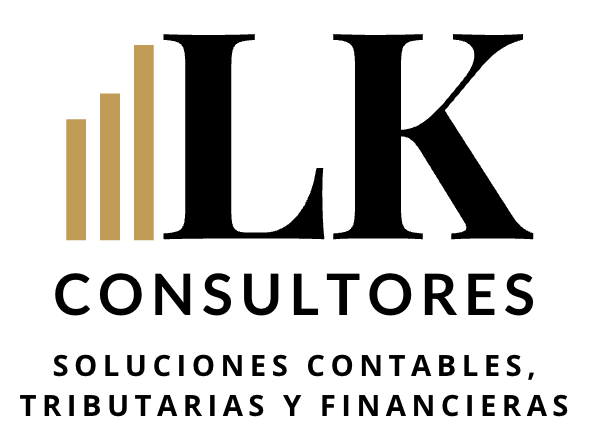 LK
CONSULTORES
SOLUCIONES CONTABLES,
TRIBUTARIAS Y FINANCIERAS